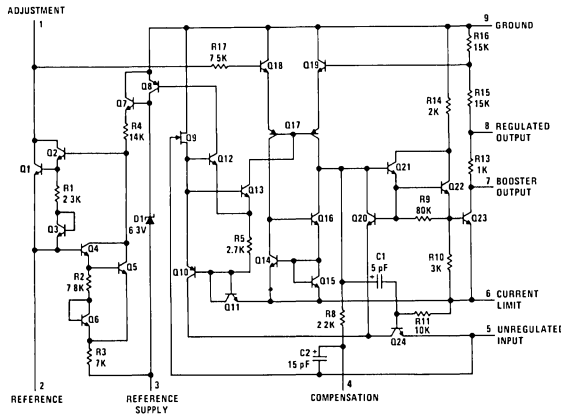 ADJUSTMENT
1
9
GROUND
R16
15K
R17
7 5K
Q18
Q19
Q8
Q7
R4
14K
R14
2K
R15
15K
Q17
8
REGULATED
OUTPUT
Q9
Q2
Q1
Q12
Q21
R13
1K
7
BOOSTER
OUTPUT
R1
2 3K
Q13
Q22
Q3
D1
6 3V
Q16
Q20
R9
80K
Q23
Q4
R5
2.7K
Q5
Q10
Q14
Q15
C1
5 pF
+
R10
3K
R2
7 8K
Q11
6
CURRENT
LIMIT
Q6
R8
2 2K
R11
10K
5
UNREGULATED
INPUT
Q24
R3
7K
C2 +
15 pF
2
3
4
REFERENCE
REFERENCE
SUPPLY
COMPENSATION